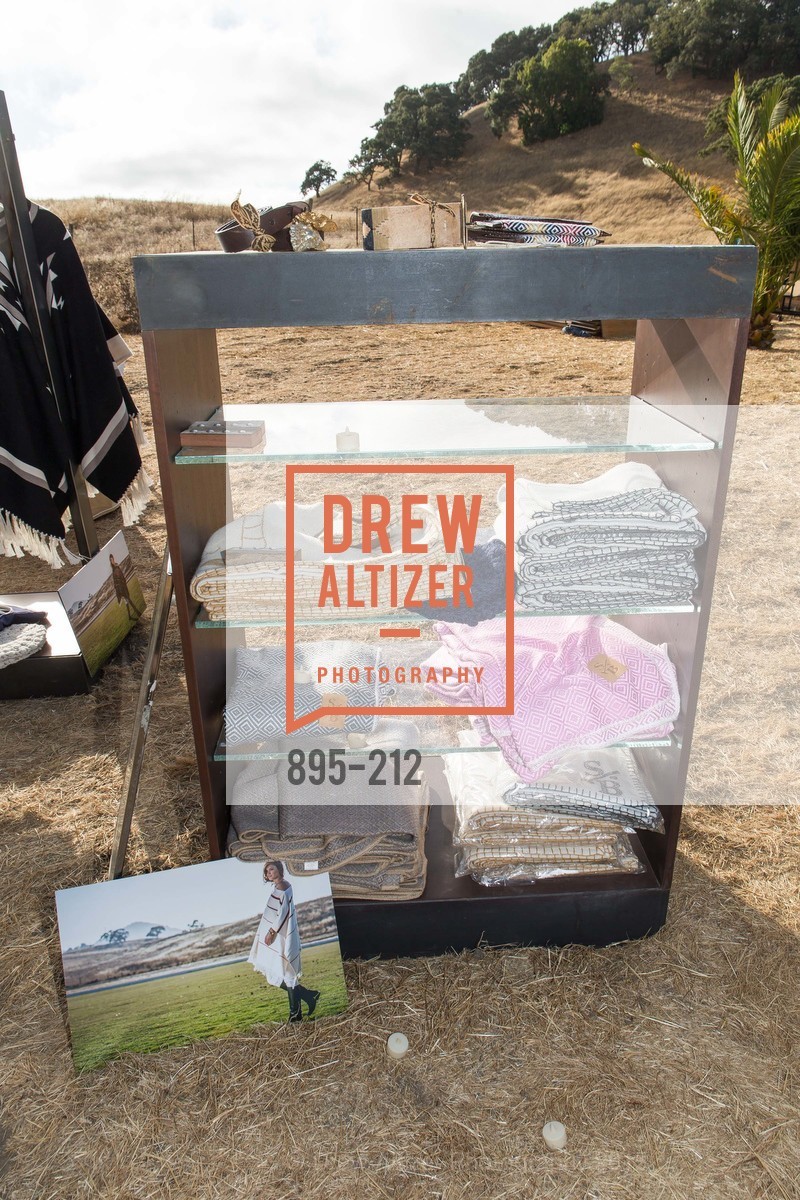 DREW
ALTIZER
PHOTOGRAPHY
895-212
S/B